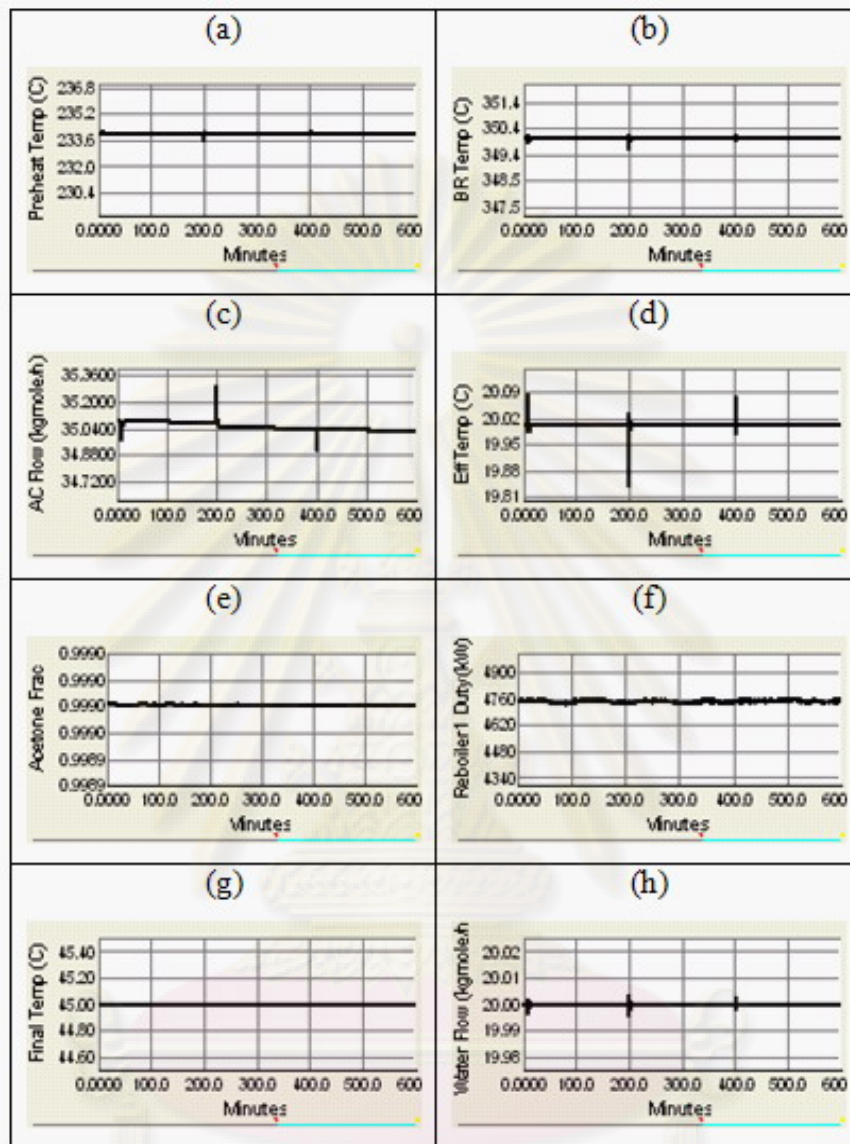 (a)
(b)
Preheat Temp (C)
236.8
235.2
233.6
232.0
230.4
0.0000 100.0 200.0 300.0 400.0 500.0 600
Minutes
BR Temp (C)
351.4
350.4
349.4
348.5
347.5
0.0000 100.0 200.0 300.0 400.0 500.0 600
Minutes
(c)
(d)
AC Flow (kgmole.h
35.3600
35.2000
35.0400
34.8800
34.7200
0.0000 100.0 200.0 300.0 400.0 500.0 600
Minutes
Eff Temp (C)
20.09
20.02
19.95
19.88
19.81
0.0000 100.0 200.0 300.0 400.0 500.0 600
Minutes
(e)
(f)
Acetone Frac
0.9990
0.9990
0.9990
0.9990
0.9989
0.9989
0.0000 100.0 200.0 300.0 400.0 500.0 600
Minutes
Reboiler1 Duty(kW)
4900
4760
4620
4480
4340
0.0000 100.0 200.0 300.0 400.0 500.0 600
Minutes
(g)
(h)
Final Temp (C)
45.40
45.20
45.00
44.80
44.60
0.0000 100.0 200.0 300.0 400.0 500.0 600
Minutes
Water Flow (kgmole.h
20.02
20.01
20.00
19.99
19.98
0.0000 100.0 200.0 300.0 400.0 500.0 600
Minutes